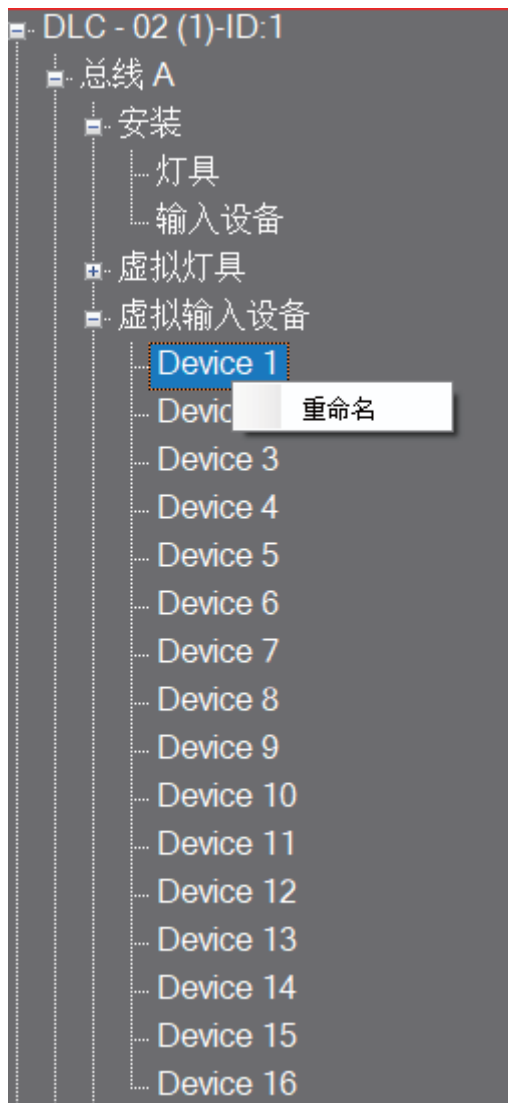 DLC - 02 (1)-ID:1
总线 A
安装
灯具
输入设备
虚拟灯具
虚拟输入设备
Device 1
Devic
重命名
Device 3
Device 4
Device 5
Device 6
Device 7
Device 8
Device 9
Device 10
Device 11
Device 12
Device 13
Device 14
Device 15
Device 16